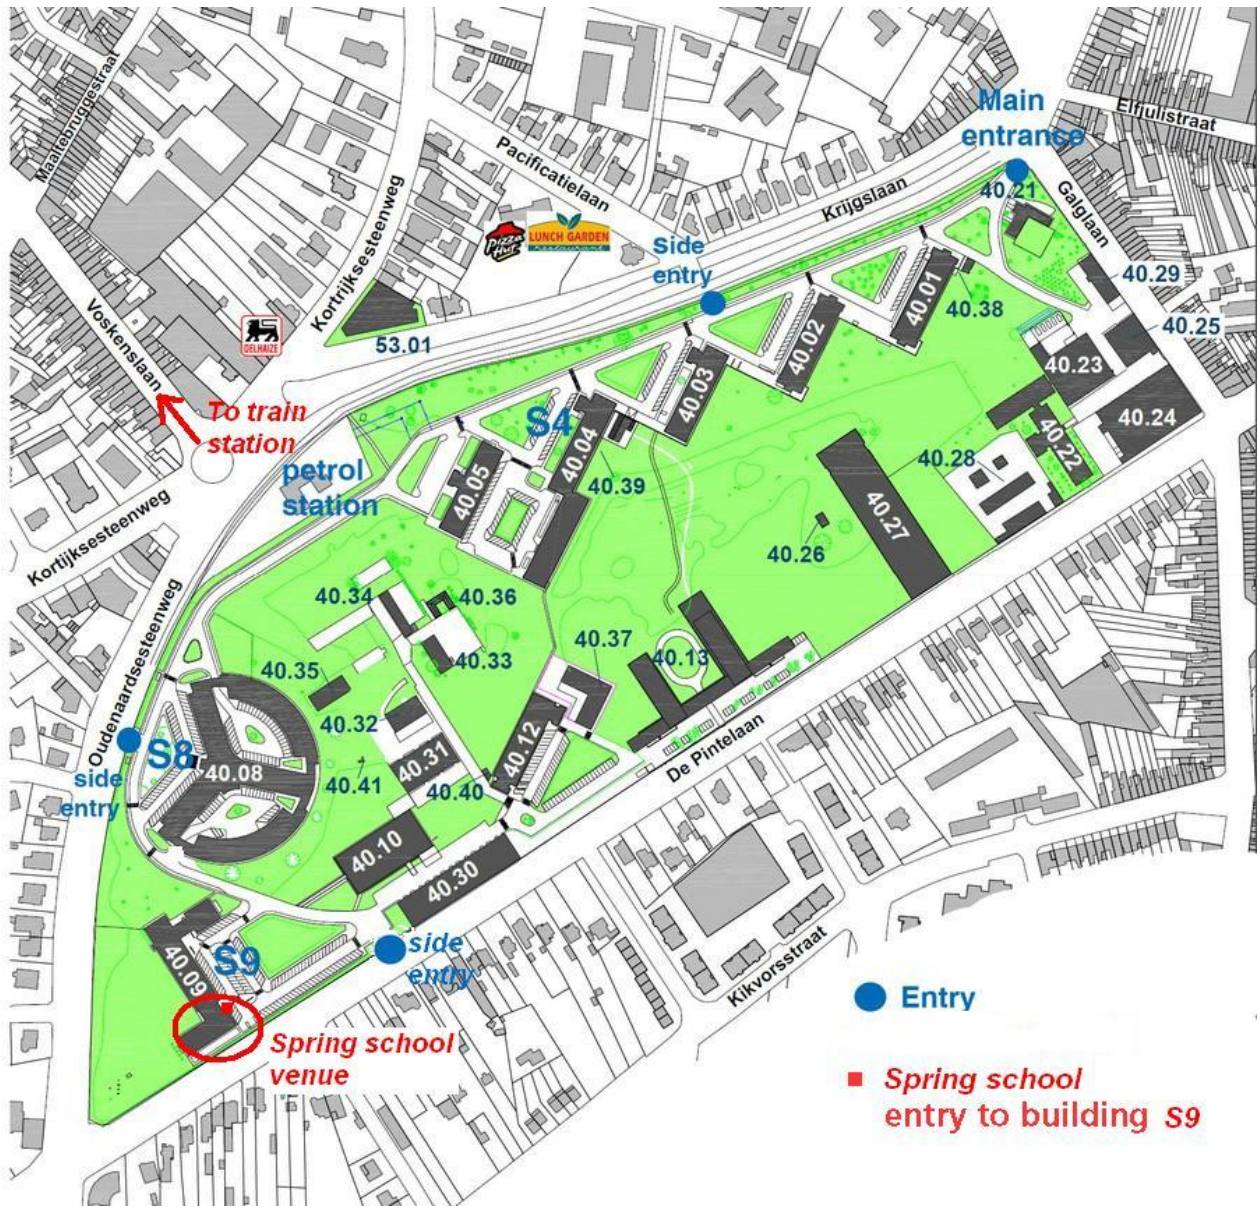 Maaltebruggestraat
Kortrijksesteenweg
Pacificatielaan
Krijgslaan
Main
entrance
Elfjulistraat
Galglaan
40.21
Pizza
Hut
LUNCH GARDEN
Side
entry
Voskenslaan
DELHAIZE
53.01
40.01
40.38
40.29
40.25
40.02
40.23
40.03
40.24
To train
station
S4
40.04
40.22
petrol
station
40.05
40.39
40.28
Kortijksesteenweg
40.27
40.26
Oudenaardsesteenweg
40.34
40.36
40.33
40.37
40.13
40.35
40.32
40.12
De Pintelaan
S8
40.08
side
entry
40.41
40.31
40.40
40.10
40.30
40.09
S9
side
entry
Kikvorsstraat
Entry
Spring school
venue
Spring school
entry to building S9